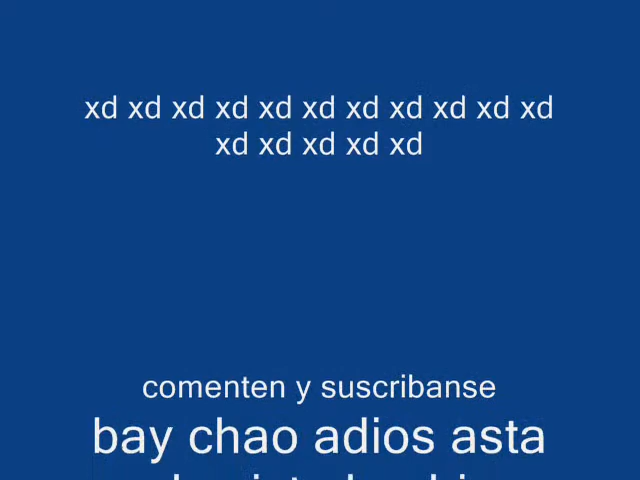 xd xd xd xd xd xd xd xd xd xd xd
xd xd xd xd xd
comenten y suscribanse
bay chao adios asta